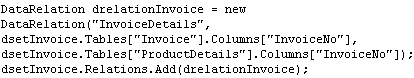 DataRelation drelationInvoice = new
DataRelation("InvoiceDetails",
dsetInvoice.Tables["Invoice"].Columns["InvoiceNo"],
dsetInvoice.Tables["ProductDetails"].Columns["InvoiceNo"]);
dsetInvoice.Relations.Add(drelationInvoice);